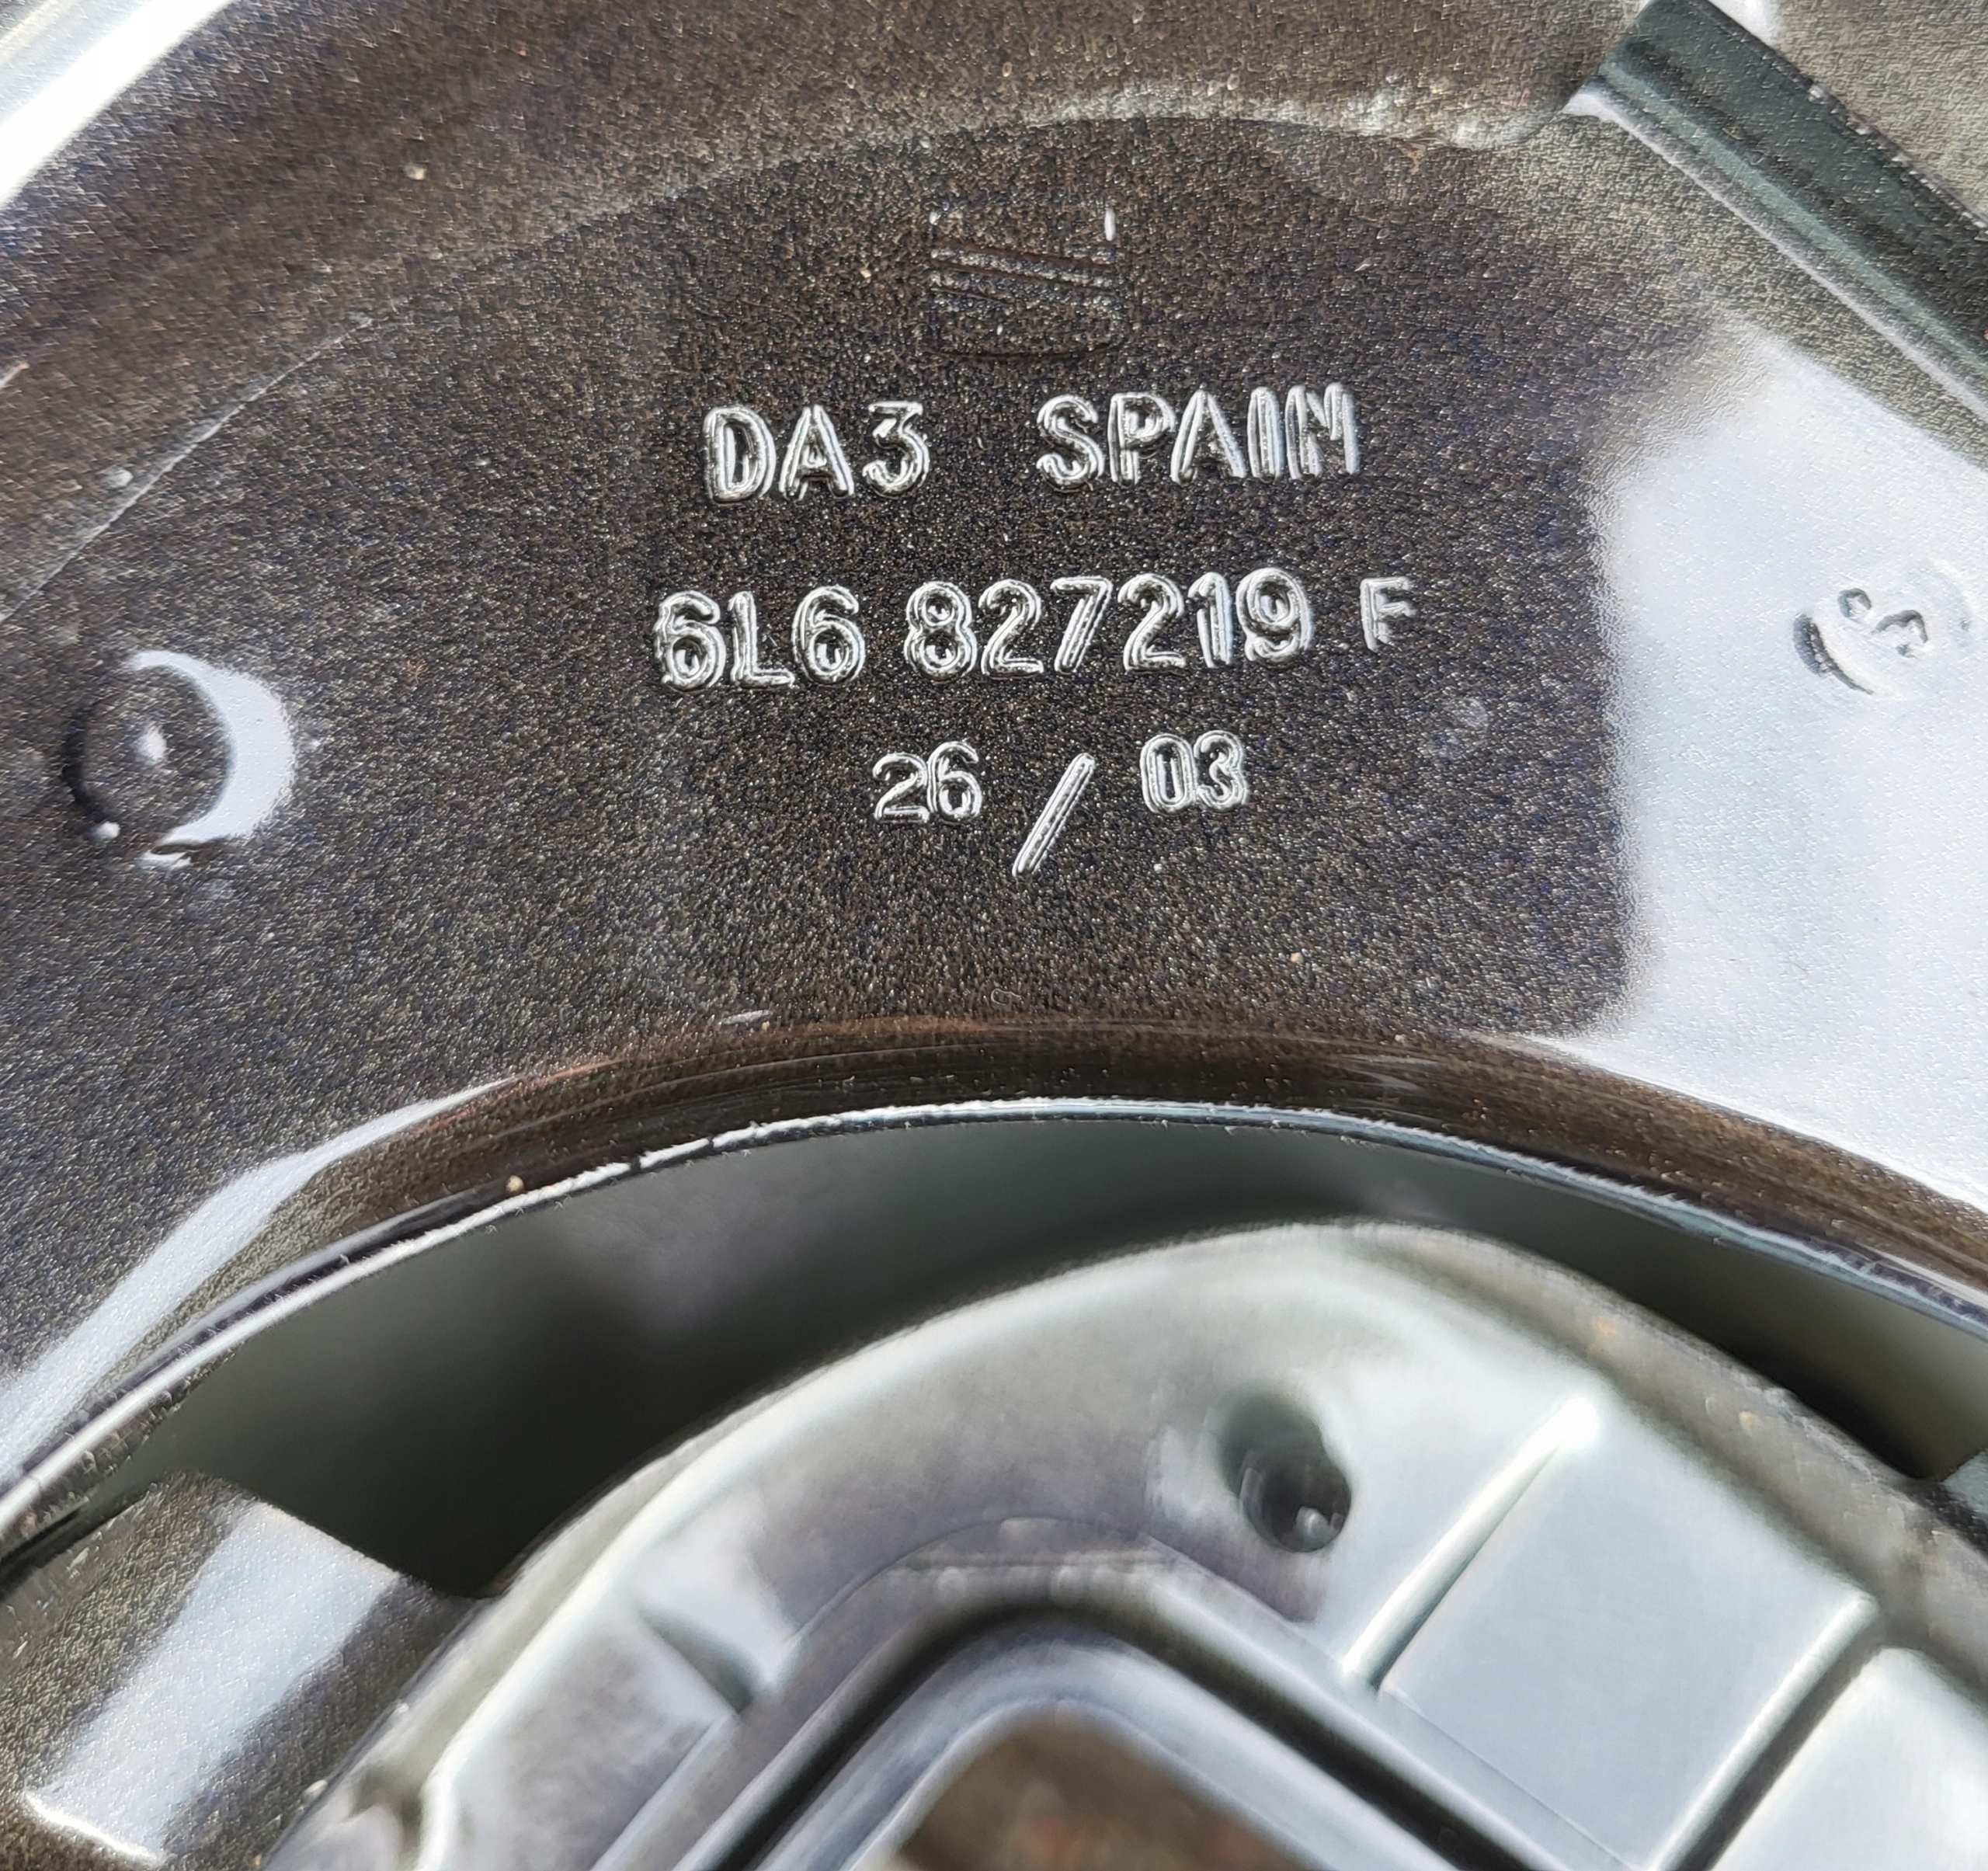 DA3 SPAIN
6L6 827219 F
26 / 03
S